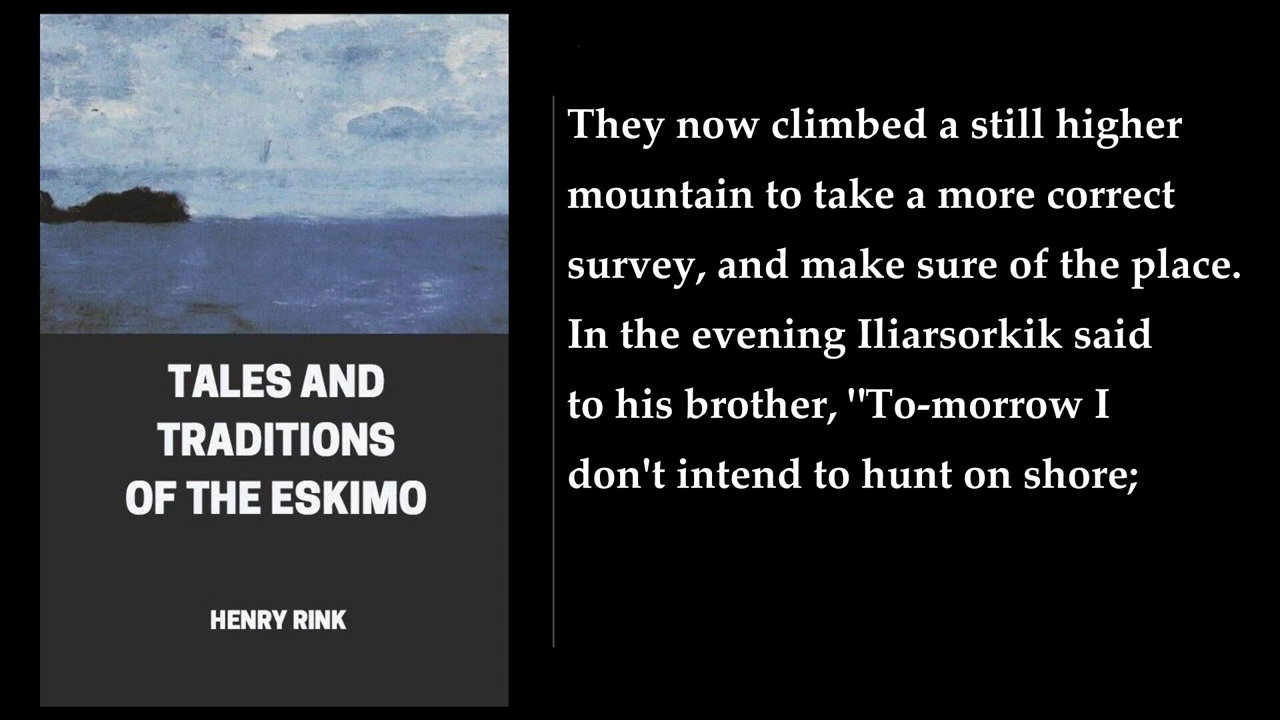 TALES AND
TRADITIONS
OF THE ESKIMO
HENRY RINK
They now climbed a still higher
mountain to take a more correct
survey, and make sure of the place.
In the evening Iliarsorkik said
to his brother, "To-morrow I
don't intend to hunt on shore;